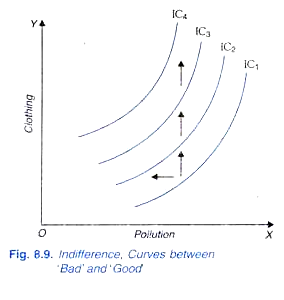 Y
IC4
IC3
IC2
IC1
Clothing
O
Pollution
X
Fig. 8.9. Indifference, Curves between
'Bad' and 'Good'